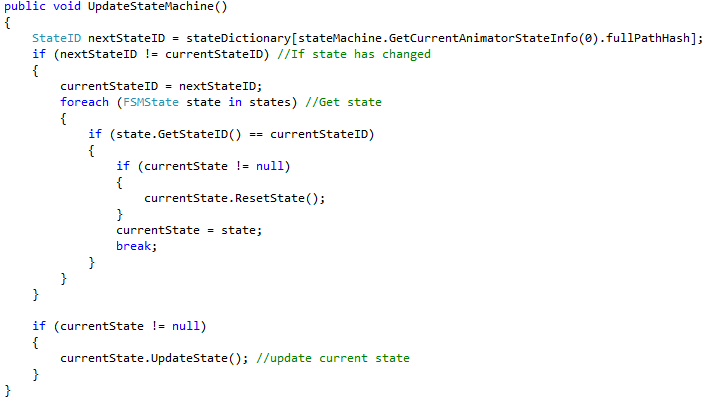 public void UpdateStateMachine()
{
    StateID nextStateID = stateDictionary[stateMachine.GetCurrentAnimatorStateInfo(0).fullPathHash];
    if (nextStateID != currentStateID) //If state has changed
    {
        currentStateID = nextStateID;
        foreach (FSMState state in states) //Get state
        {
            if (state.GetStateID() == currentStateID)
            {
                if (currentState != null)
                {
                    currentState.ResetState();
                }
                currentState = state;
                break;
            }
        }
    }

    if (currentState != null)
    {
        currentState.UpdateState(); //update current state
    }
}